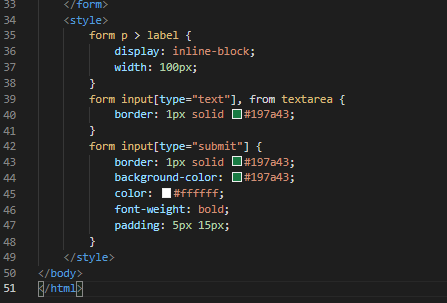 33 </form>
34 <style>
35 form p > label {
36 display: inline-block;
37 width: 100px;
38 }
39 form input[type="text"], from textarea {
40 border: 1px solid #197a43;
41 }
42 form input[type="submit"] {
43 border: 1px solid #197a43;
44 background-color: #197a43;
45 color: #ffffff;
46 font-weight: bold;
47 padding: 5px 15px;
48 }
49 </style>
50 </body>
51 </html>